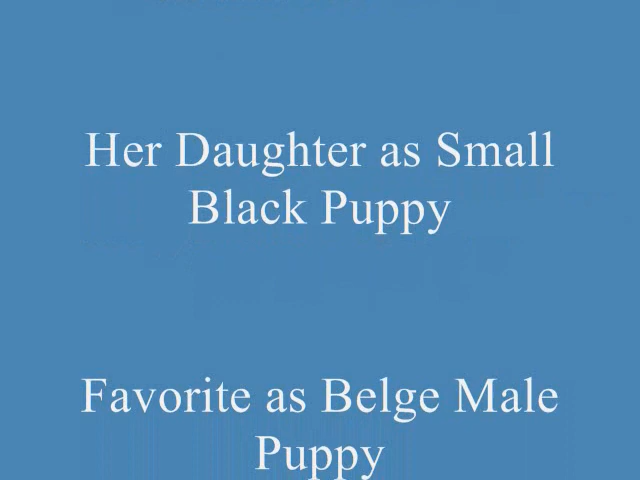 Her Daughter as Small
Black Puppy
Favorite as Belge Male
Puppy